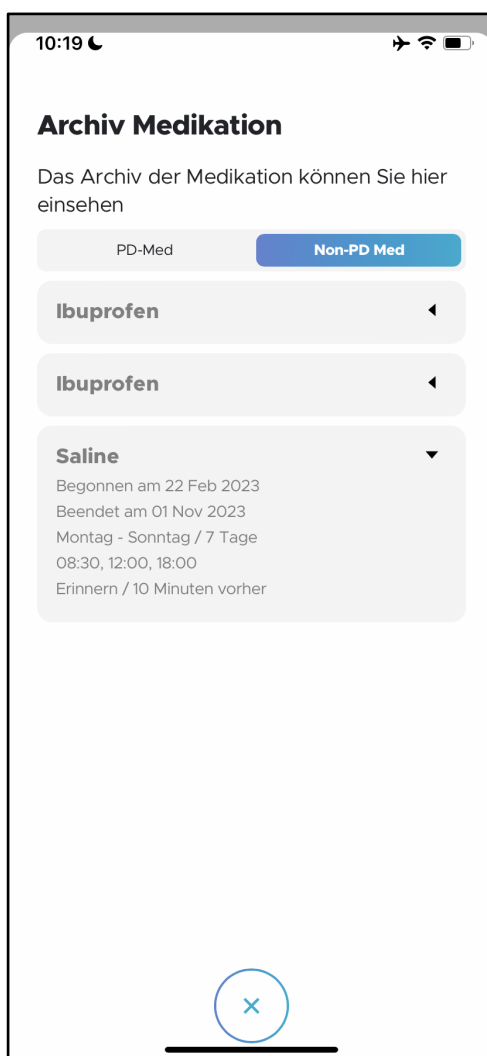 10:19
Archiv Medikation
Das Archiv der Medikation können Sie hier
einsehen
PD-Med
Non-PD Med
Ibuprofen
Ibuprofen
Saline
Begonnen am 22 Feb 2023
Beendet am 01 Nov 2023
Montag - Sonntag / 7 Tage
08:30, 12:00, 18:00
Erinnern / 10 Minuten vorher